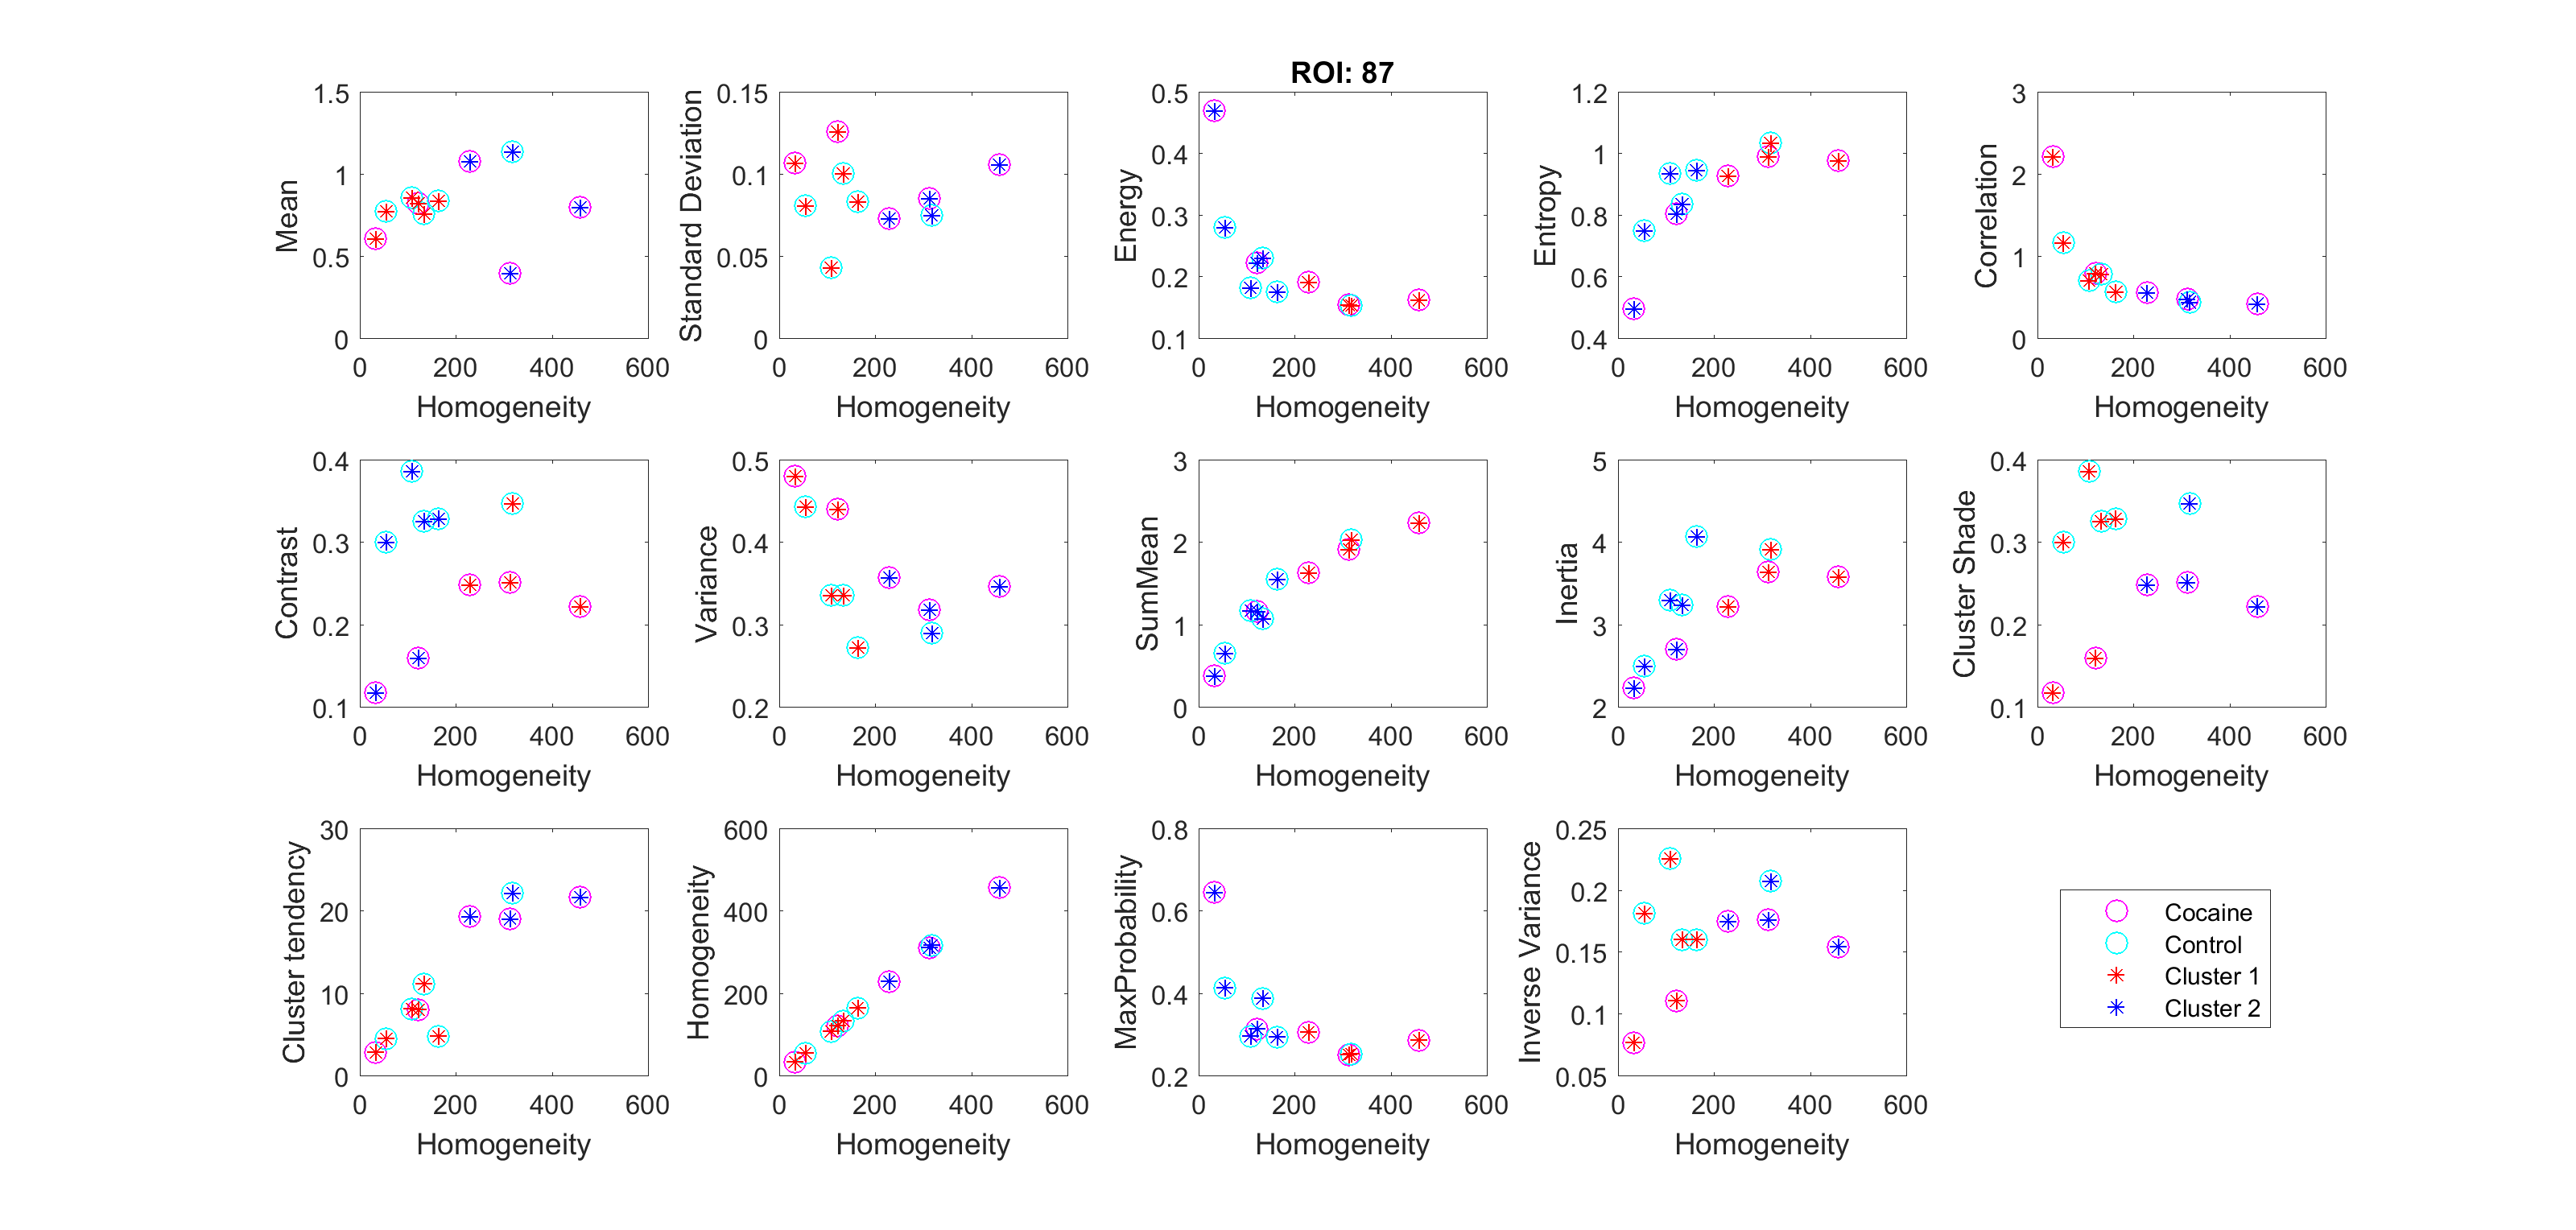 ROI: 87
1.5
1
0.5
0
Mean
0 200 400 600
Homogeneity
0.15
0.1
0.05
0
Standard Deviation
0 200 400 600
Homogeneity
0.5
0.4
0.3
0.2
0.1
Energy
0 200 400 600
Homogeneity
1.2
1
0.8
0.6
0.4
Entropy
0 200 400 600
Homogeneity
3
2
1
0
Correlation
0 200 400 600
Homogeneity
0.4
0.3
0.2
0.1
Contrast
0 200 400 600
Homogeneity
0.5
0.4
0.3
0.2
Variance
0 200 400 600
Homogeneity
3
2
1
0
SumMean
0 200 400 600
Homogeneity
5
4
3
2
Inertia
0 200 400 600
Homogeneity
0.4
0.3
0.2
0.1
Cluster Shade
0 200 400 600
Homogeneity
30
20
10
0
Cluster tendency
0 200 400 600
Homogeneity
600
400
200
0
Homogeneity
0 200 400 600
Homogeneity
0.8
0.6
0.4
0.2
MaxProbability
0 200 400 600
Homogeneity
0.25
0.2
0.15
0.1
0.05
Inverse Variance
0 200 400 600
Homogeneity
Cocaine
Control
Cluster 1
Cluster 2